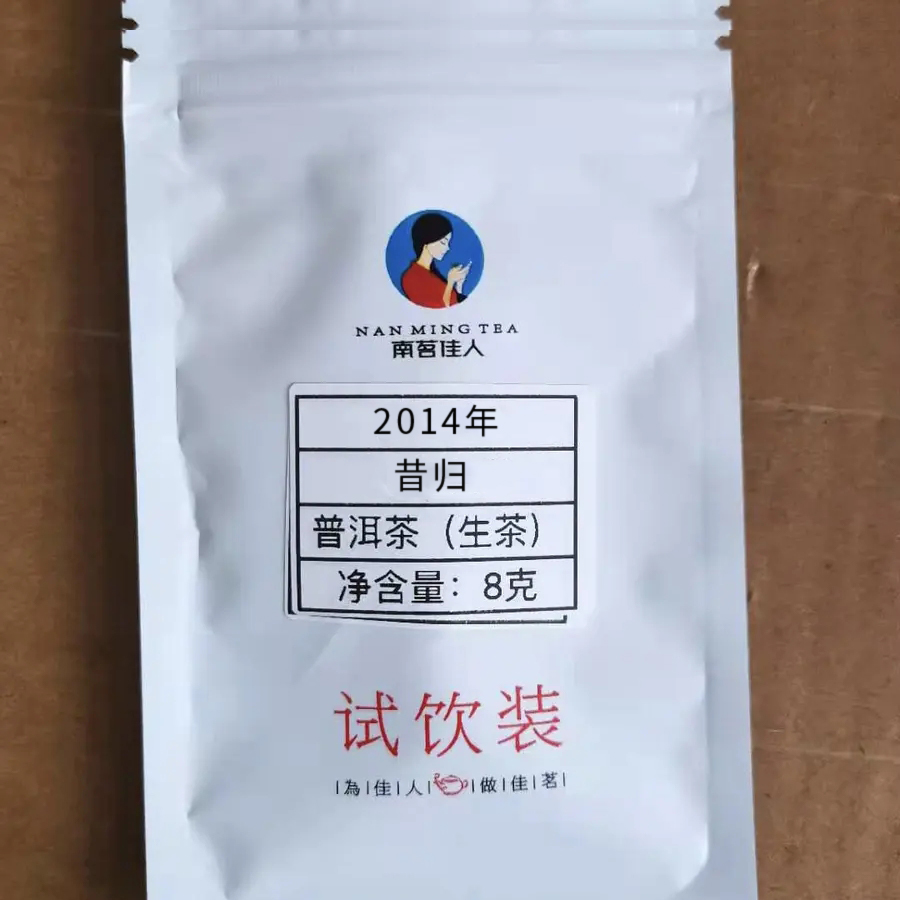 NAN MING TEA
南茗佳人
2014年
昔归
普洱茶（生茶）
净含量：8克
试饮装
|為|佳|人|做|佳|茗|